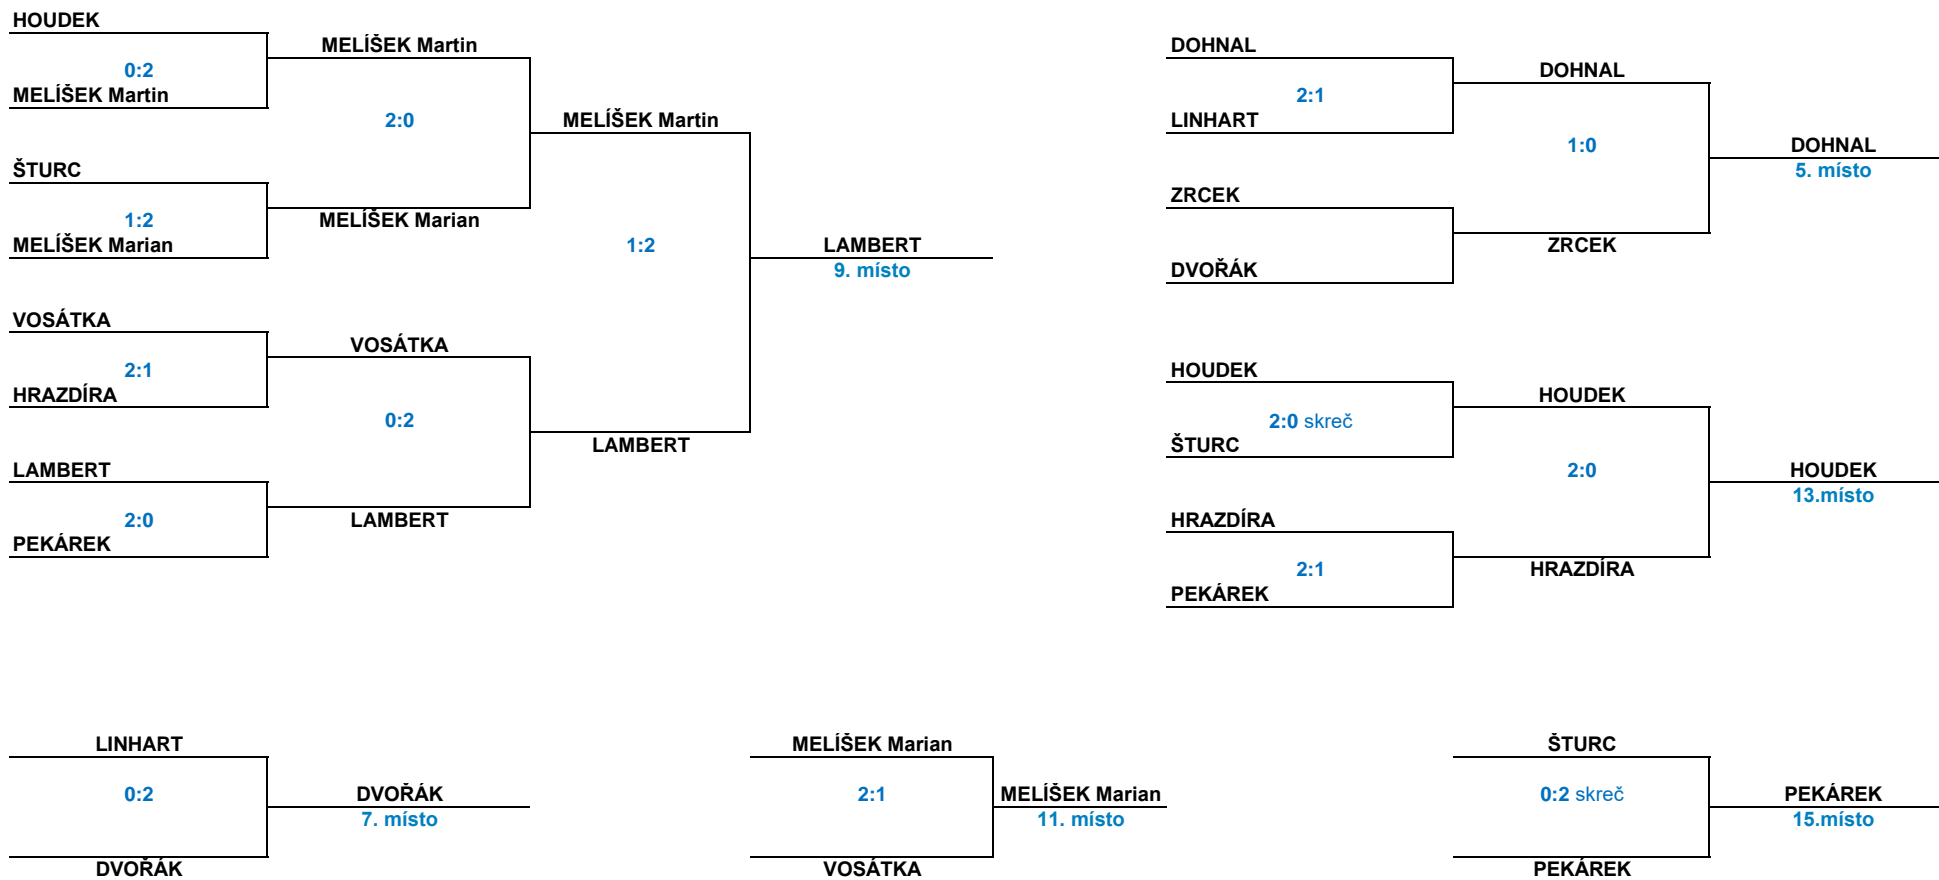 HOUDEK
0:2
MELÍŠEK Martin
MELÍŠEK Martin
2:0
ŠTURC
1:2
MELÍŠEK Marian
MELÍŠEK Marian
MELÍŠEK Martin
1:2
VOSÁTKA
2:1
HRAZDÍRA
VOSÁTKA
0:2
LAMBERT
2:0
PEKÁREK
LAMBERT
LAMBERT
LAMBERT
9. místo
DOHNAL
2:1
LINHART
DOHNAL
1:0
ZRCEK
DVOŘÁK
ZRCEK
DOHNAL
5. místo
HOUDEK
2:0 skreč
ŠTURC
HOUDEK
2:0
HRAZDÍRA
2:1
PEKÁREK
HRAZDÍRA
HOUDEK
13.místo
LINHART
0:2
DVOŘÁK
DVOŘÁK
7. místo
MELÍŠEK Marian
2:1
VOSÁTKA
MELÍŠEK Marian
11. místo
ŠTURC
0:2 skreč
PEKÁREK
PEKÁREK
15.místo